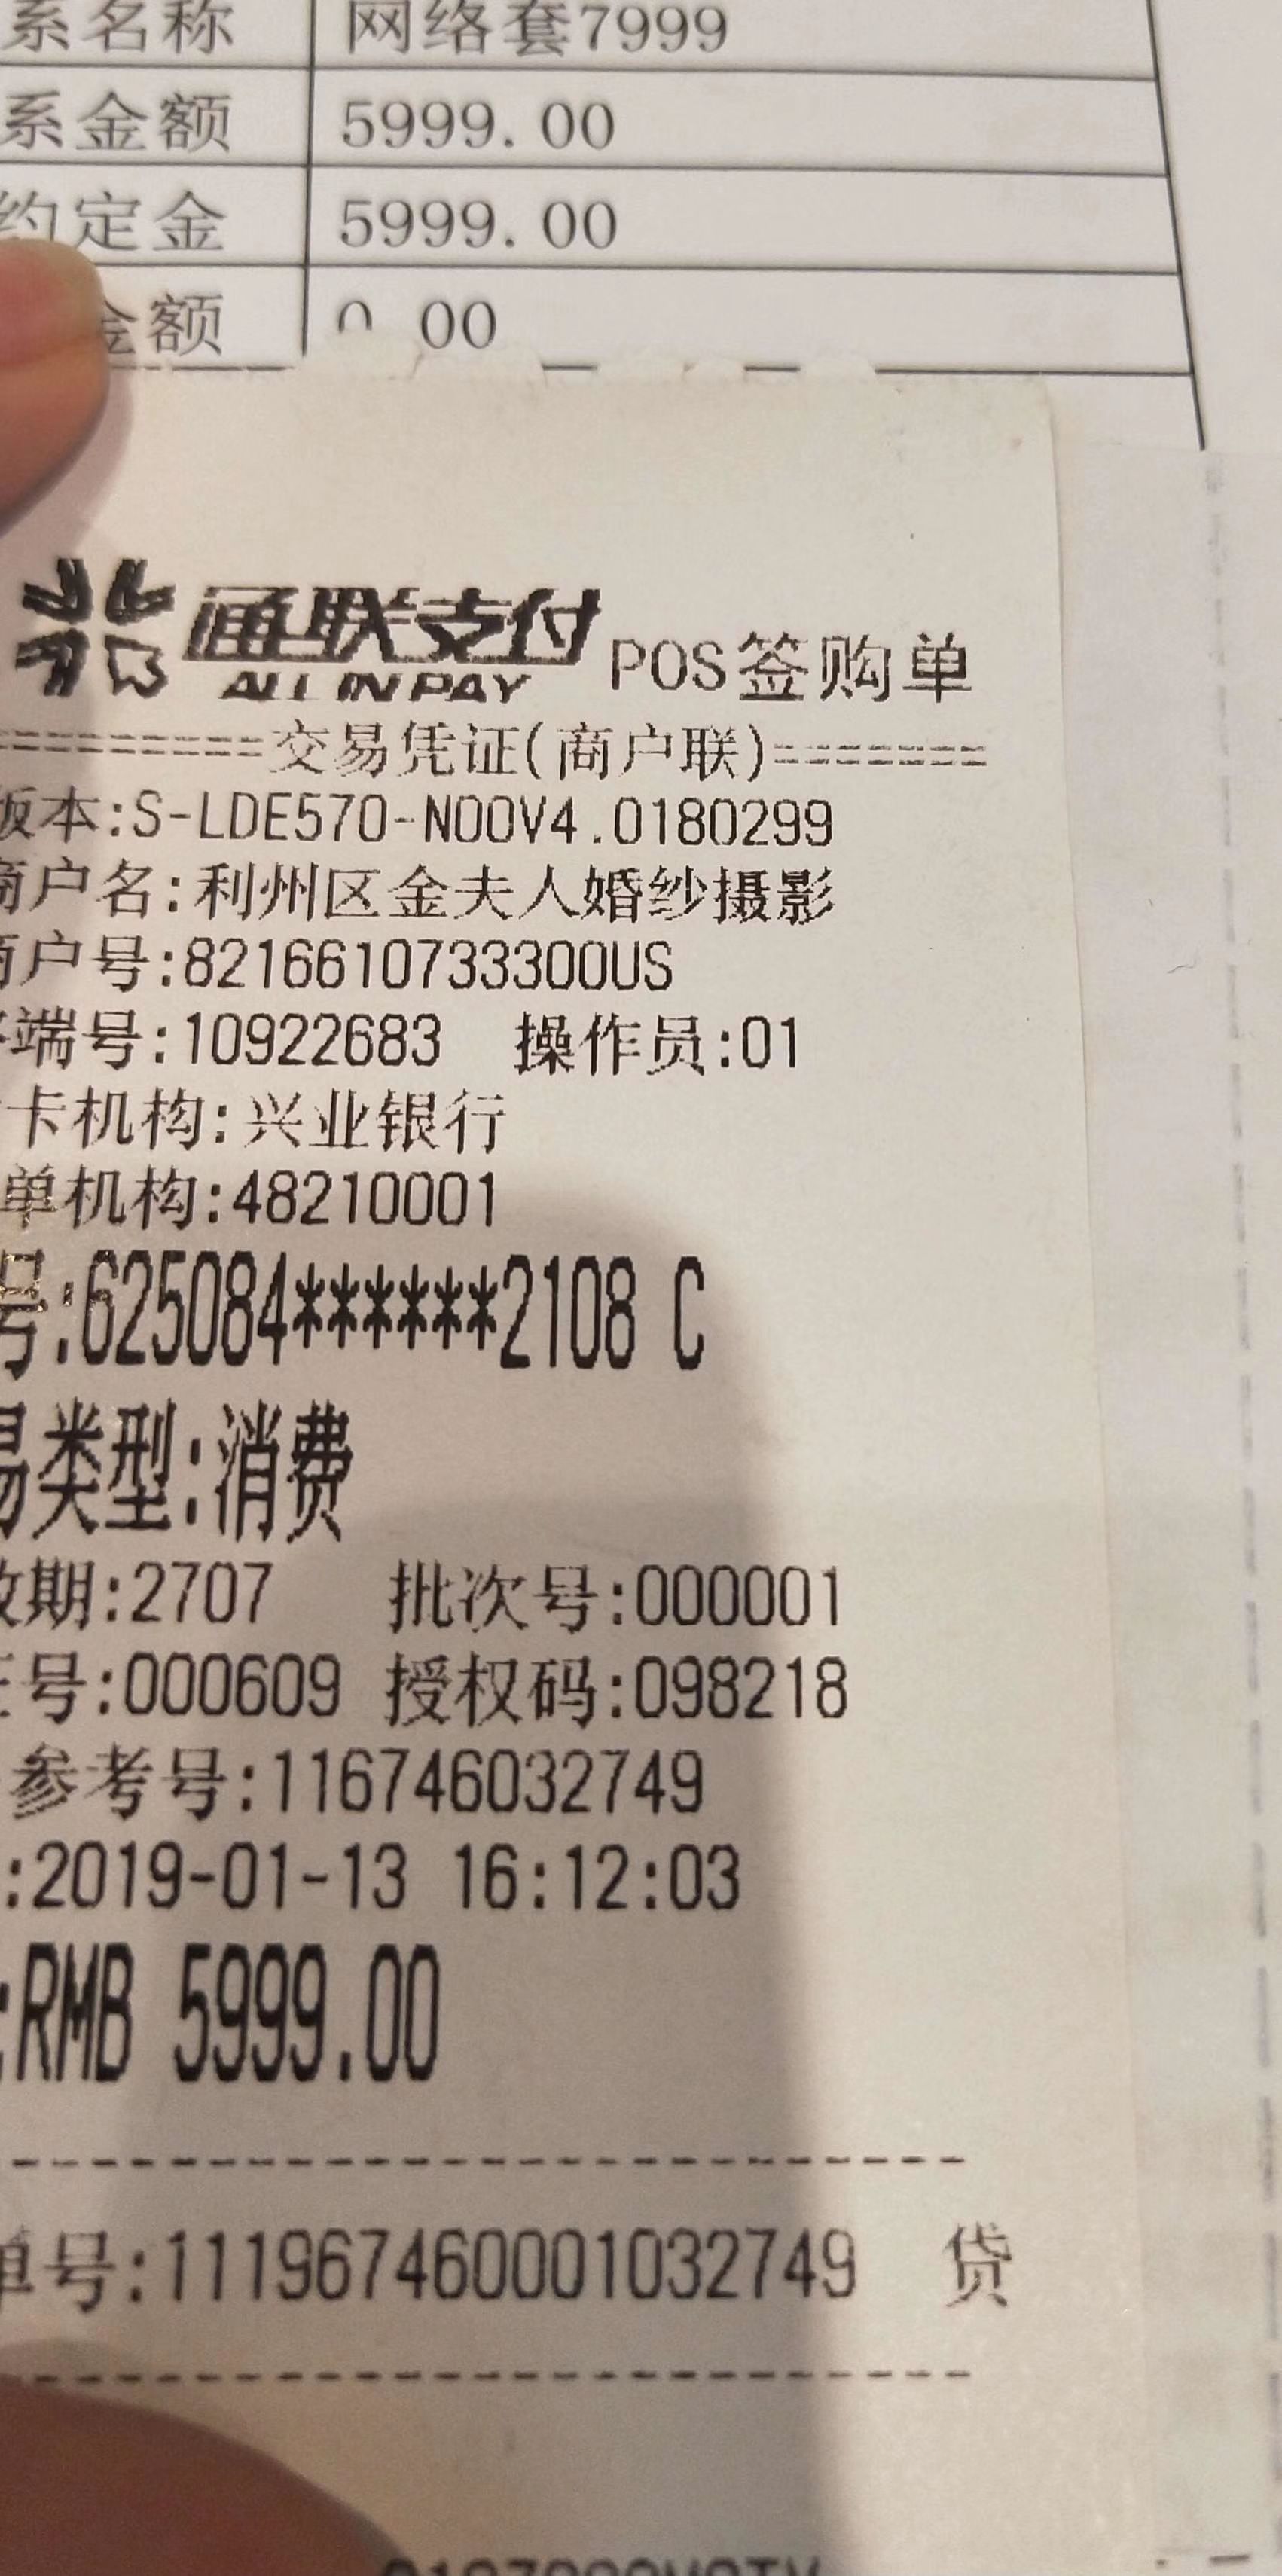 系名称 网络套7999
系金额 5999.00
约定金 5999.00
金额 0.00
通联支付 ALLINPAY POS签购单
=========交易凭证(商户联)=======
版本:S-LDE570-N00V4.0180299
商户名:利州区金夫人婚纱摄影
商户号:8216610733300US
端号:10922683 操作员:01
卡机构:兴业银行
单机构:48210001
号:625084******2108 C
易类型:消费
效期:2707 批次号:000001
证号:000609 授权码:098218
参考号:116746032749
:2019-01-13 16:12:03
:RMB 5999.00
单号:111967460001032749 贷